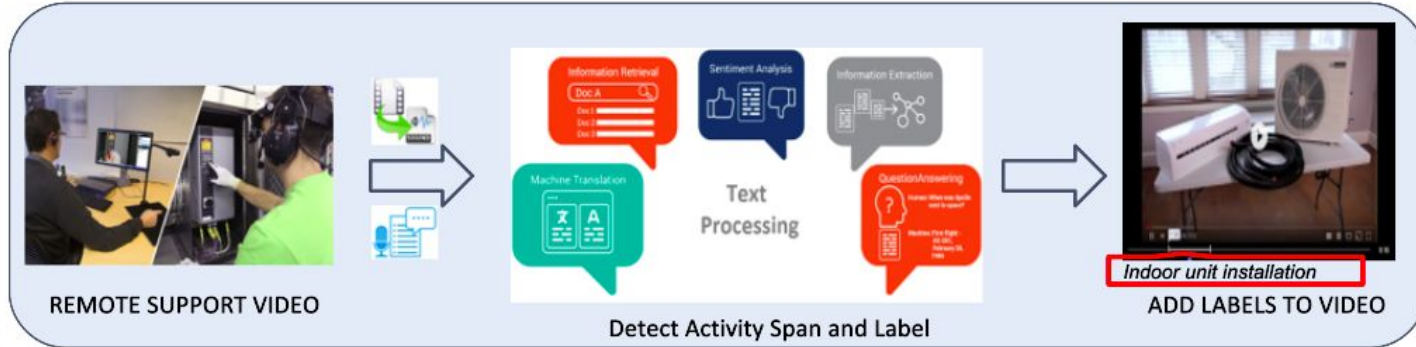 Information Retrieval
Doc A
Doc 1
Doc 2
Doc 3
Sentiment Analysis
Information Extraction
Machine Translation
文 A
Text
Processing
QuestionAnswering
?
Indoor unit installation
REMOTE SUPPORT VIDEO
Detect Activity Span and Label
ADD LABELS TO VIDEO